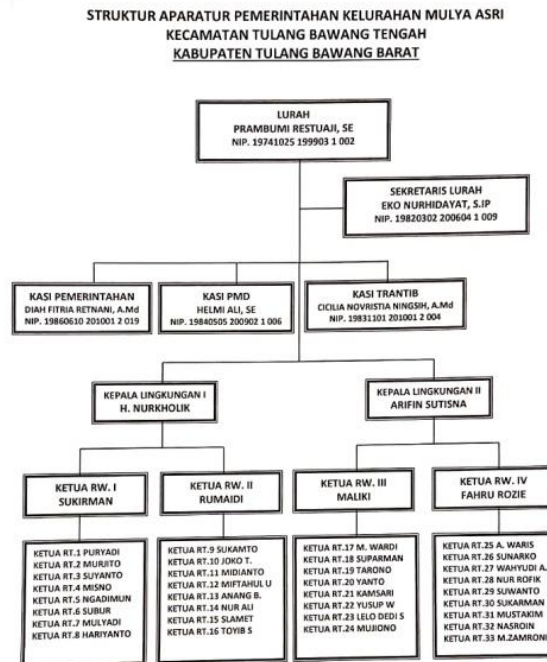 STRUKTUR APARATUR PEMERINTAHAN KELURAHAN MULYA ASRI
KECAMATAN TULANG BAWANG TENGAH
KABUPATEN TULANG BAWANG BARAT
LURAH
PRAMBUMI RESTUAJI, SE
NIP. 19741025 199903 1 002
SEKRETARIS LURAH
EKO NURHIDAYAT, S.IP
NIP. 19820302 200604 1 009
KASI PEMERINTAHAN
DIAH FITRIA RETNANI, A.Md
NIP. 19860610 201001 2 019
KASI PMD
HELMI ALI, SE
NIP. 19840505 200902 1 006
KASI TRANTIB
CICILIA NOVRISTIA NINGSIH, A.Md
NIP. 19831101 201001 2 004
KEPALA LINGKUNGAN I
H. NURKHOLIK
KEPALA LINGKUNGAN II
ARIFIN SUTISNA
KETUA RW. I
SUKIRMAN
KETUA RW. II
RUMAIDI
KETUA RW. III
MALIKI
KETUA RW. IV
FAHRU ROZIE
KETUA RT.1 PURYADI
KETUA RT.2 MURJITO
KETUA RT.3 SUYANTO
KETUA RT.4 MISNO
KETUA RT.5 NGADIMUN
KETUA RT.6 SUBUR
KETUA RT.7 MULYADI
KETUA RT.8 HARIYANTO
KETUA RT.9 SUKAMTO
KETUA RT.10 JOKO T.
KETUA RT.11 MIDIANTO
KETUA RT.12 MIFTAHUL U
KETUA RT.13 ANANG B.
KETUA RT.14 NUR ALI
KETUA RT.15 SLAMET
KETUA RT.16 TOYIB S
KETUA RT.17 M. WARDI
KETUA RT.18 SUPARMAN
KETUA RT.19 TARONO
KETUA RT.20 YANTO
KETUA RT.21 KAMSARI
KETUA RT.22 YUSUP W
KETUA RT.23 LELO DEDI S
KETUA RT.24 MUJIONO
KETUA RT.25 A. WARIS
KETUA RT.26 SUNARKO
KETUA RT.27 WAHYUDI A.
KETUA RT.28 NUR ROFIK
KETUA RT.29 SUWANTO
KETUA RT.30 SUKARMAN
KETUA RT.31 MUSTAKIM
KETUA RT.32 NASROIN
KETUA RT.33 M.ZAMRONI